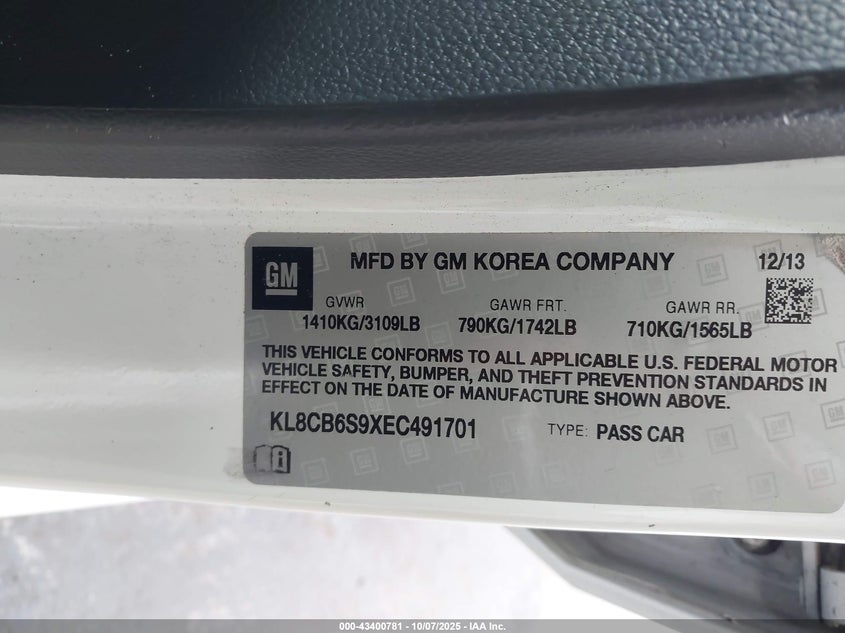 GM MFD BY GM KOREA COMPANY 12/13
GVWR GAWR FRT. GAWR RR.
1410KG/3109LB 790KG/1742LB 710KG/1565LB
THIS VEHICLE CONFORMS TO ALL APPLICABLE U.S. FEDERAL MOTOR
VEHICLE SAFETY, BUMPER, AND THEFT PREVENTION STANDARDS IN
EFFECT ON THE DATE OF MANUFACTURE SHOWN ABOVE.
KL8CB6S9XEC491701 TYPE: PASS CAR
000-43400781 - 10/07/2025 - IAA Inc.